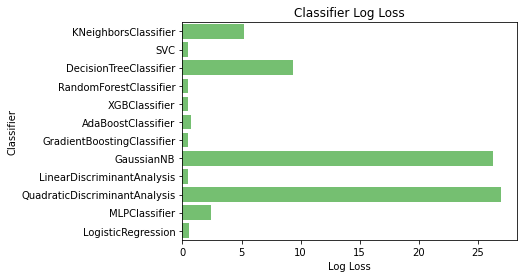 Classifier Log Loss
Classifier
KNeighborsClassifier
SVC
DecisionTreeClassifier
RandomForestClassifier
XGBClassifier
AdaBoostClassifier
GradientBoostingClassifier
GaussianNB
LinearDiscriminantAnalysis
QuadraticDiscriminantAnalysis
MLPClassifier
LogisticRegression
0 5 10 15 20 25
Log Loss